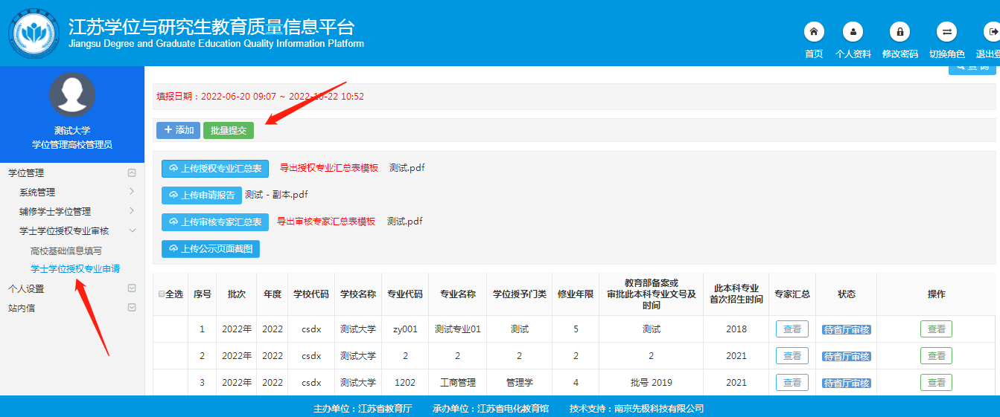 江苏学位与研究生教育质量信息平台
Jiangsu Degree and Graduate Education Quality Information Platform
首页 个人资料 修改密码 切换角色 退出登
测试大学
学位管理高校管理员
学位管理
系统管理
辅修学士学位管理
学士学位授权专业审核
高校基础信息填写
学士学位授权专业申请
个人设置
站内信
查询
填报日期：2022-06-20 09:07 ~ 2022-10-22 10:52
添加 批量提交
上传授权专业汇总表 导出授权专业汇总表模板 测试.pdf
上传申请报告 测试 - 副本.pdf
上传审核专家汇总表 导出审核专家汇总表模板 测试.pdf
上传公示页面截图
全选 序号 批次 年度 学校代码 学校名称 专业代码 专业名称 学位授予门类 修业年限 教育部备案或 此本科专业 专家汇总 状态 操作
审批此本科专业文号及 首次招生时间
时间
1 2022年 2022 csdx 测试大学 zy001 测试专业01 测试 5 测试 2018 查看 待省厅审核 查看
2 2022年 2022 csdx 测试大学 2 2 2 2 2 2021 查看 待省厅审核 查看
3 2022年 2022 csdx 测试大学 1202 工商管理 管理学 4 批号 2019 2021 查看 待省厅审核 查看
主办单位：江苏省教育厅 承办单位：江苏省电化教育馆 技术支持：南京先极科技有限公司